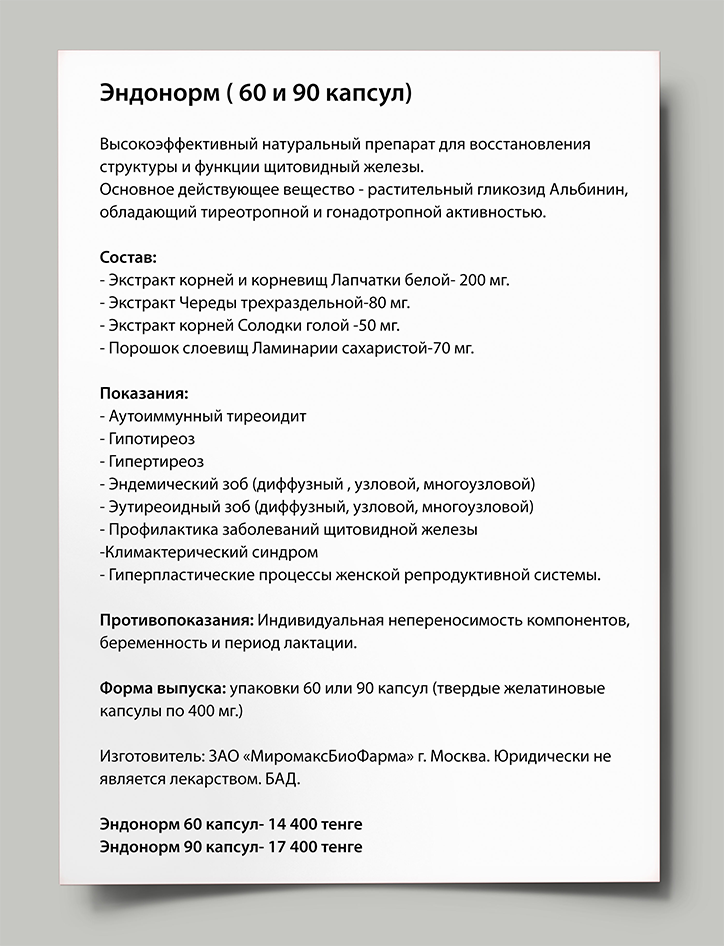 Эндонорм ( 60 и 90 капсул)
Высокоэффективный натуральный препарат для восстановления
структуры и функции щитовидный железы.
Основное действующее вещество - растительный гликозид Альбинин,
обладающий тиреотропной и гонадотропной активностью.
Состав:
- Экстракт корней и корневищ Лапчатки белой- 200 мг.
- Экстракт Череды трехраздельной-80 мг.
- Экстракт корней Солодки голой -50 мг.
- Порошок слоевищ Ламинарии сахаристой-70 мг.
Показания:
- Аутоиммунный тиреоидит
- Гипотиреоз
- Гипертиреоз
- Эндемический зоб (диффузный , узловой, многоузловой)
- Эутиреоидный зоб (диффузный, узловой, многоузловой)
- Профилактика заболеваний щитовидной железы
-Климактерический синдром
- Гиперпластические процессы женской репродуктивной системы.
Противопоказания: Индивидуальная непереносимость компонентов,
беременность и период лактации.
Форма выпуска: упаковки 60 или 90 капсул (твердые желатиновые
капсулы по 400 мг.)
Изготовитель: ЗАО «МиромаксБиоФарма» г. Москва. Юридически не
является лекарством. БАД.
Эндонорм 60 капсул- 14 400 тенге
Эндонорм 90 капсул- 17 400 тенге